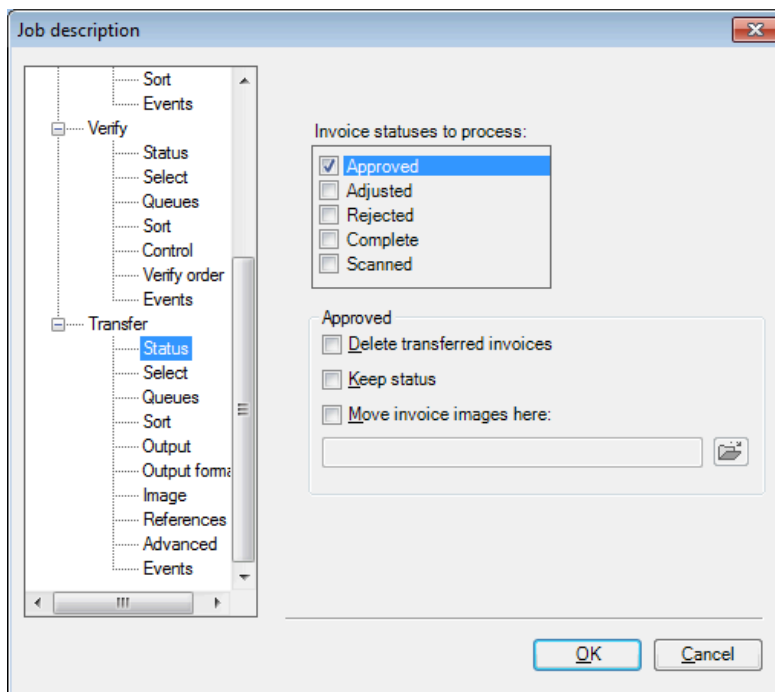 Job description
Sort
Events
Verify
Status
Select
Queues
Sort
Control
Verify order
Events
Transfer
Status
Select
Queues
Sort
Output
Output forma
Image
References
Advanced
Events
Invoice statuses to process:
Approved
Adjusted
Rejected
Complete
Scanned
Approved
Delete transferred invoices
Keep status
Move invoice images here:
OK
Cancel